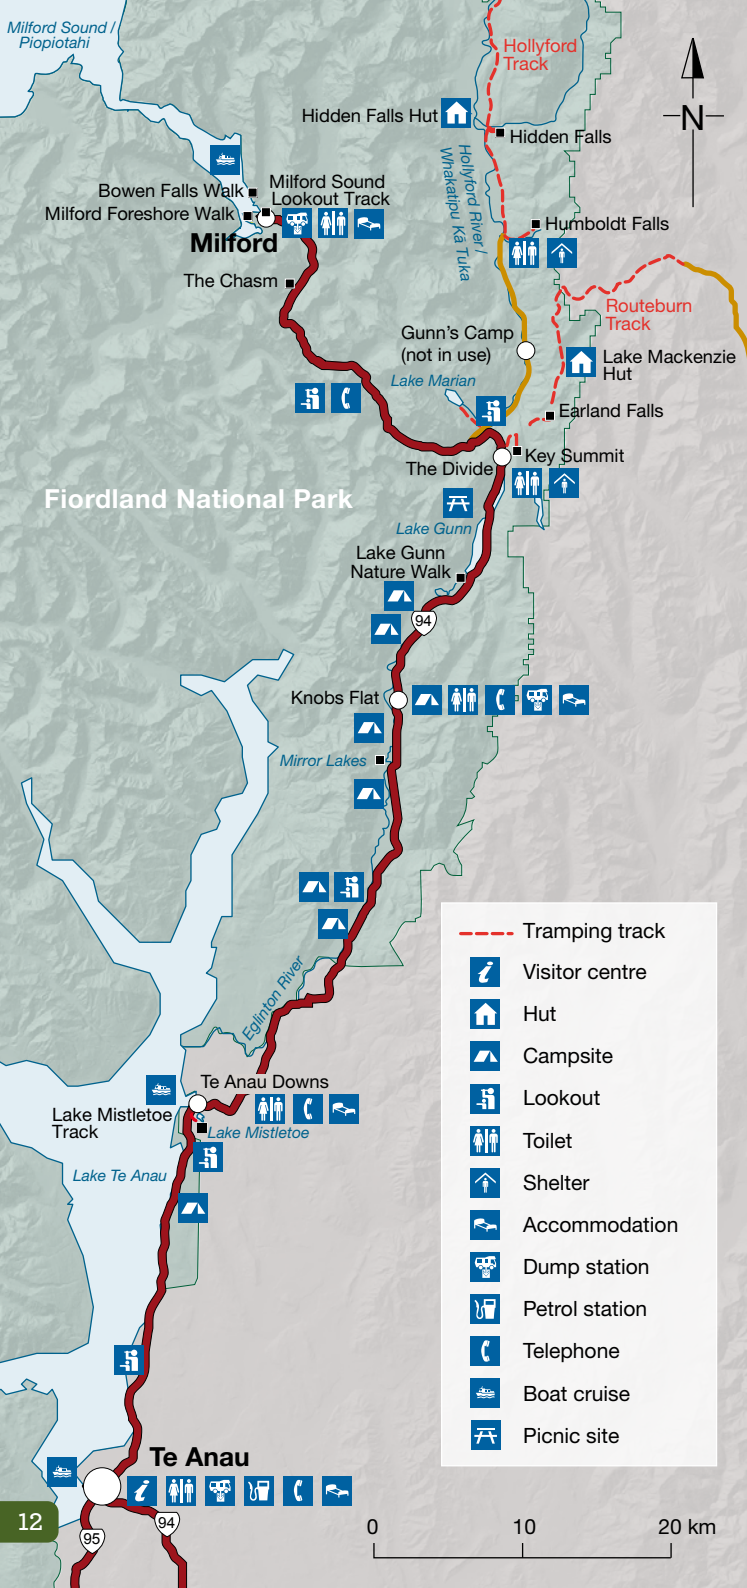 Milford Sound /
Piopiotahi
Hollyford
Track
Hidden Falls Hut
N
Hidden Falls
Hollyford River /
Whakatipu Kā Tuka
Bowen Falls Walk
Milford Sound
Lookout Track
Milford Foreshore Walk
Milford
Humboldt Falls
The Chasm
Routeburn
Track
Gunn's Camp
(not in use)
Lake Mackenzie
Hut
Lake Marian
Earland Falls
Key Summit
The Divide
Fiordland National Park
Lake Gunn
Lake Gunn
Nature Walk
94
Knobs Flat
Mirror Lakes
Eglinton River
Te Anau Downs
Lake Mistletoe
Track
Lake Mistletoe
Lake Te Anau
Te Anau
12
94
95
Tramping track
Visitor centre
Hut
Campsite
Lookout
Toilet
Shelter
Accommodation
Dump station
Petrol station
Telephone
Boat cruise
Picnic site
0
10
20 km